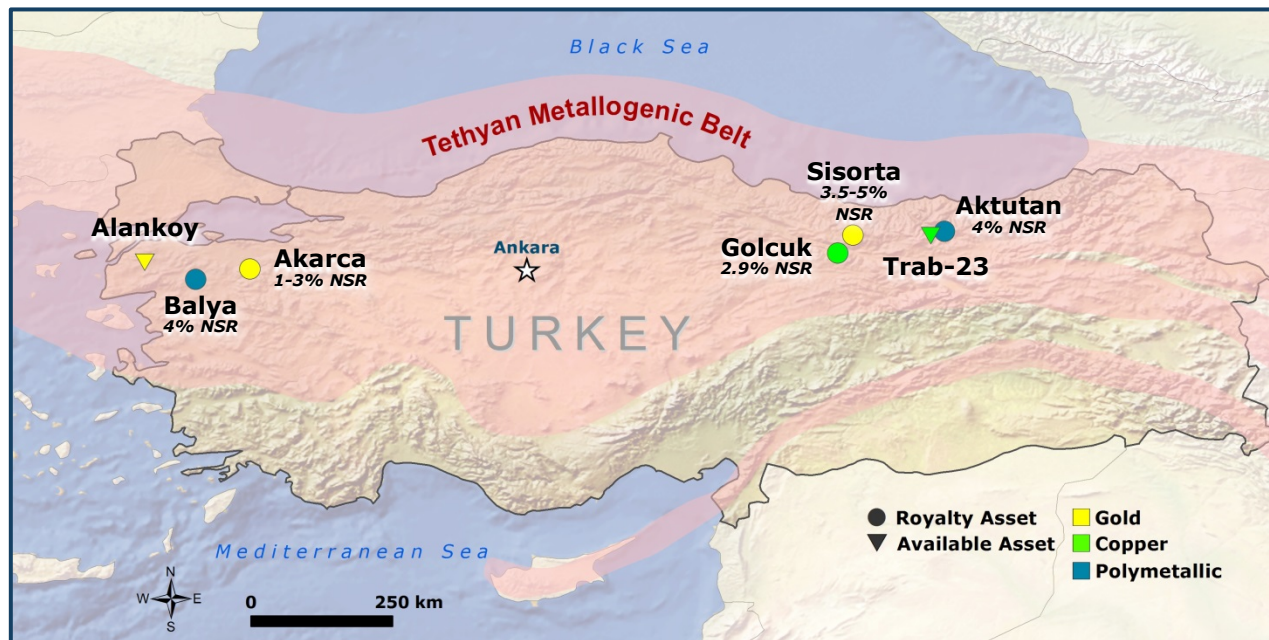 Black Sea
Tethyan Metallogenic Belt
Sisorta
3.5-5%
NSR
Aktutan
4% NSR
Alankoy
Akarca
1-3% NSR
Balya
4% NSR
Ankara
Golcuk
2.9% NSR
Trab-23
TURKEY
Mediterranean Sea
N
W
E
S
0
250 km
Royalty Asset
Available Asset
Gold
Copper
Polymetallic